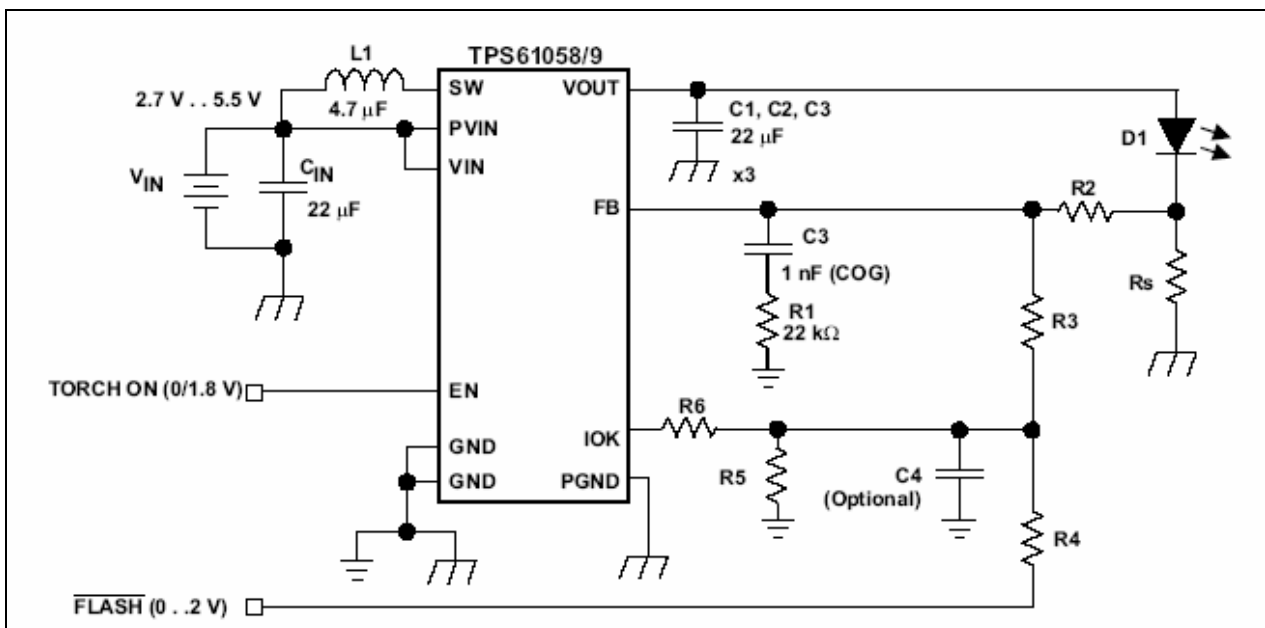 TPS61058/9
L1
4.7 μF
2.7 V . . 5.5 V
SW
VOUT
PVIN
VIN
C1, C2, C3
22 μF
x3
D1
VIN
CIN
22 μF
FB
R2
C3
1 nF (COG)
R1
22 kΩ
R3
Rs
TORCH ON (0/1.8 V)
EN
R6
IOK
GND
GND
PGND
R5
C4
(Optional)
R4
FLASH (0 . .2 V)